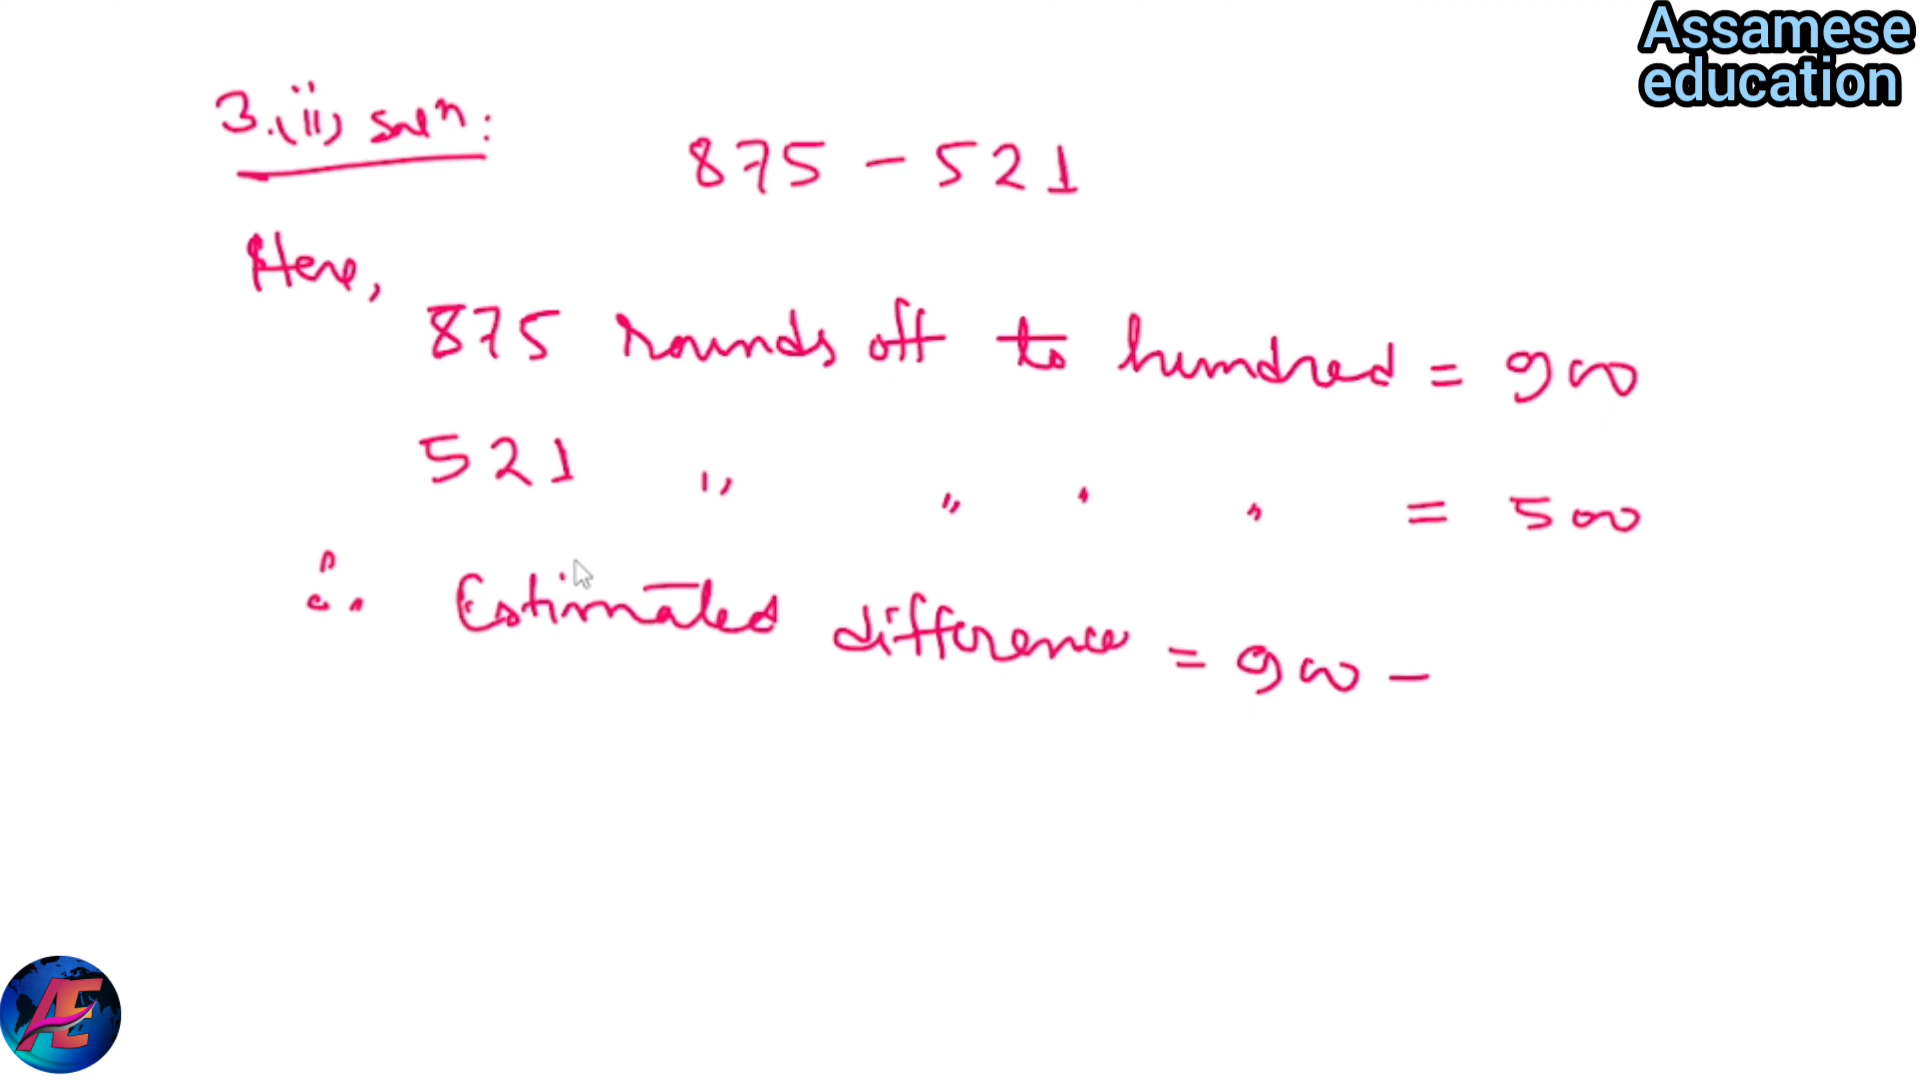 Assamese
education
3.(ii) Solⁿ:
875 - 521
Here,
875 rounds off to hundred = 900
521 " " " " = 500
∴ Estimated difference = 900 -
AE